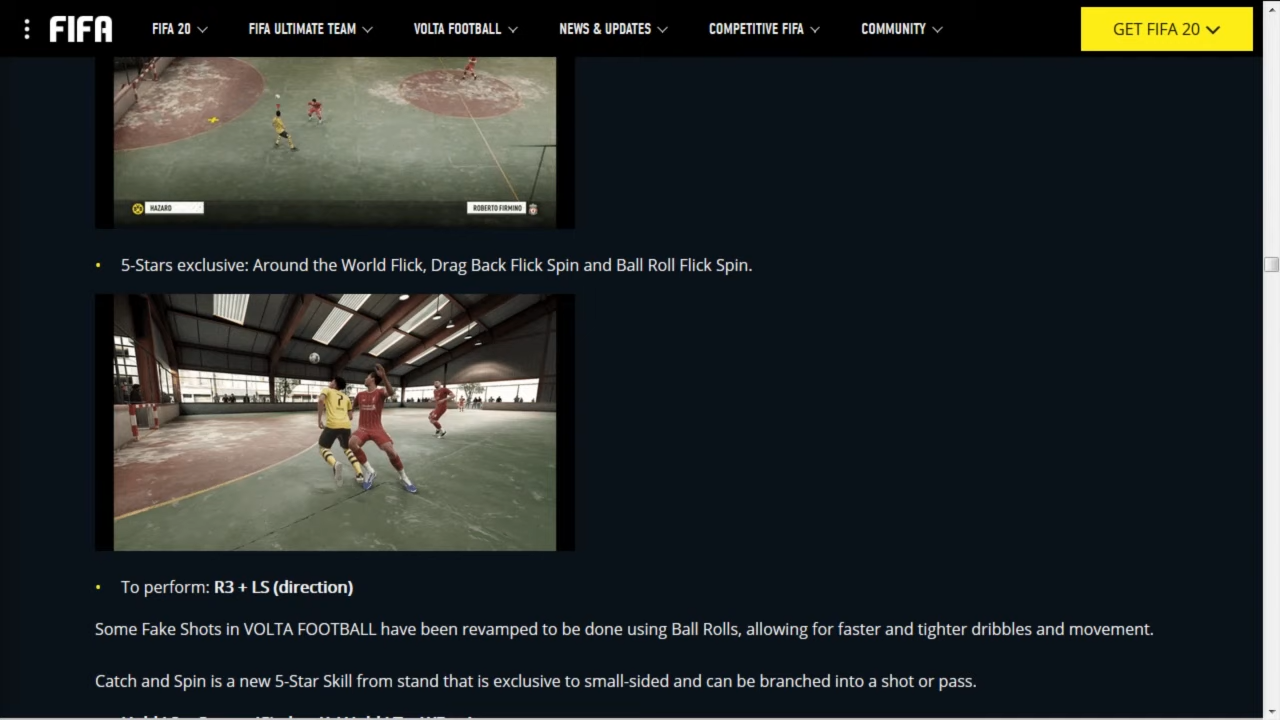 FIFA
FIFA 20
FIFA ULTIMATE TEAM
VOLTA FOOTBALL
NEWS & UPDATES
COMPETITIVE FIFA
COMMUNITY
GET FIFA 20
HAZARD
ROBERTO FIRMINO
• 5-Stars exclusive: Around the World Flick, Drag Back Flick Spin and Ball Roll Flick Spin.
7
• To perform: R3 + LS (direction)
Some Fake Shots in VOLTA FOOTBALL have been revamped to be done using Ball Rolls, allowing for faster and tighter dribbles and movement.
Catch and Spin is a new 5-Star Skill from stand that is exclusive to small-sided and can be branched into a shot or pass.